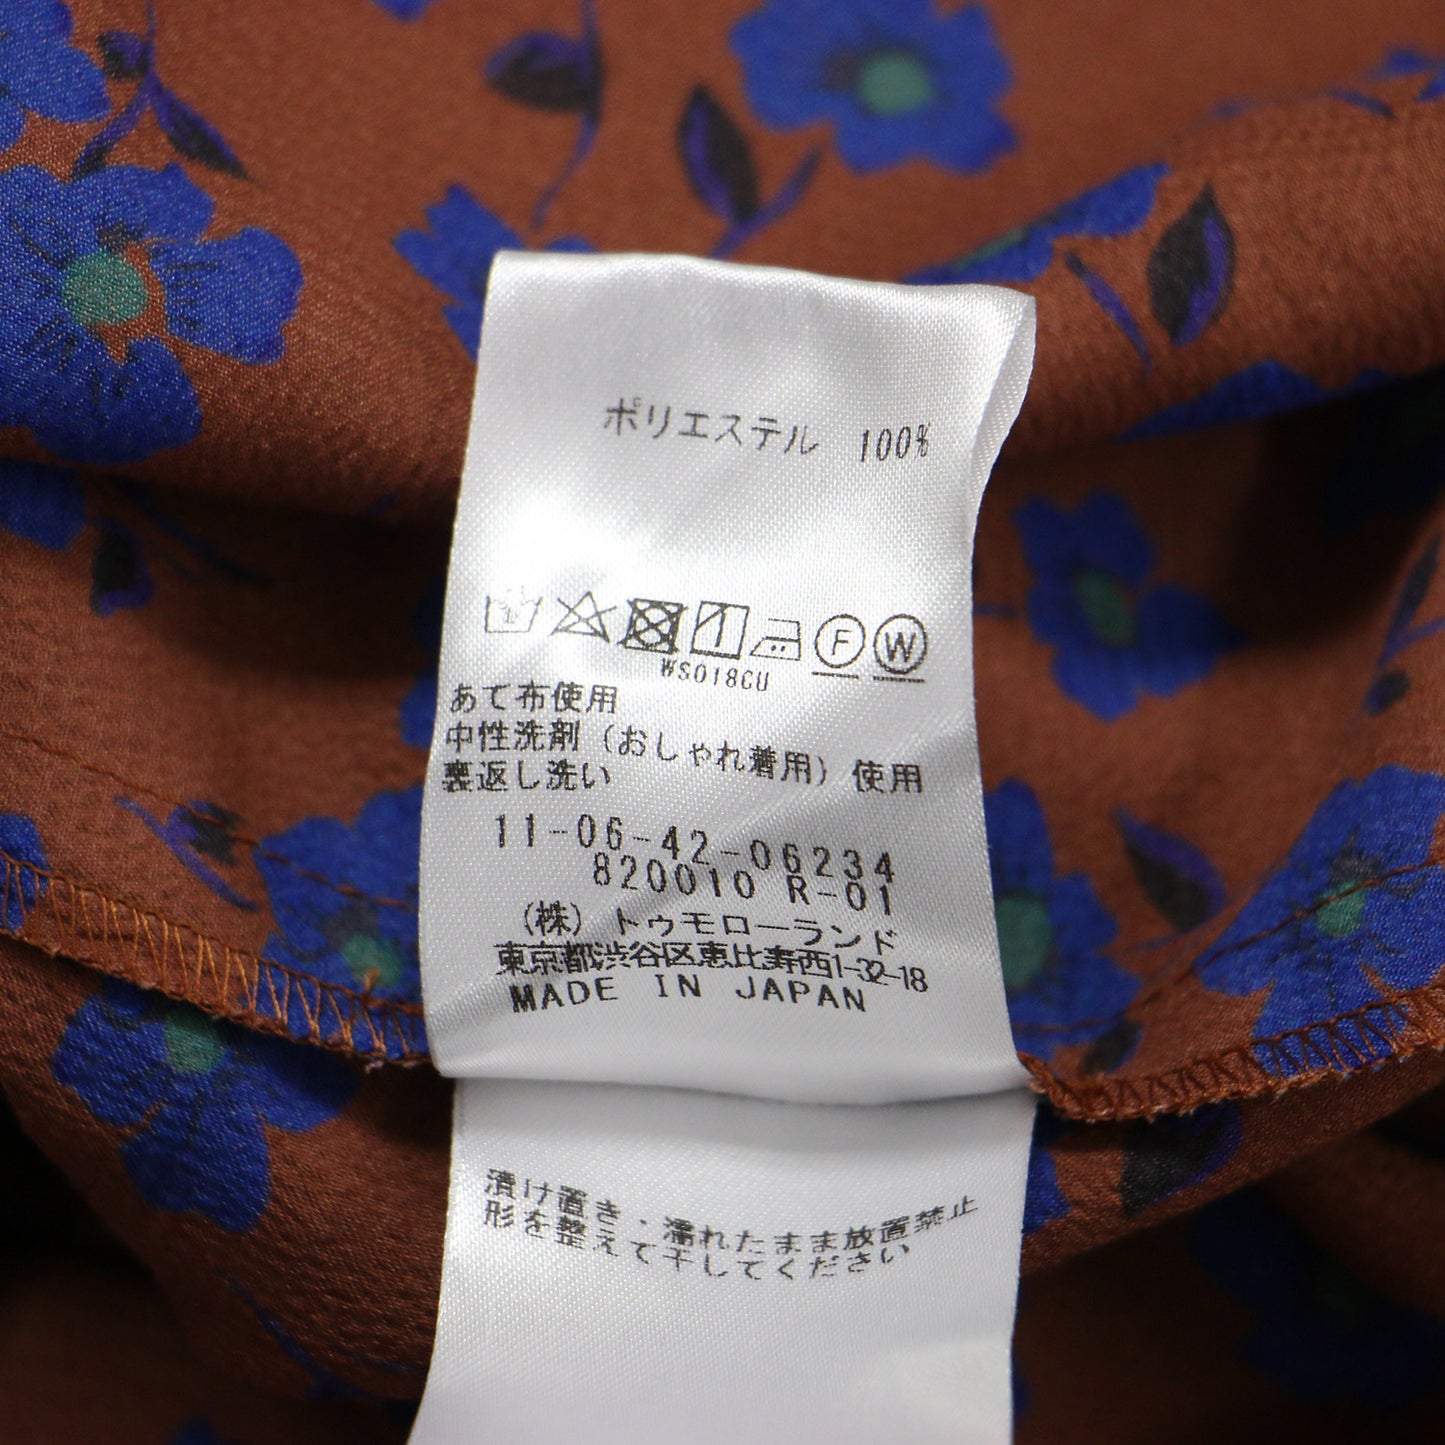 ポリエステル 100%
F W
WS018CU
あて布使用
中性洗剤（おしゃれ着用）使用
裏返し洗い
11-06-42-06234
820010 R-01
（株）トゥモローランド
東京都渋谷区恵比寿西1-32-18
MADE IN JAPAN
漬け置き・濡れたまま放置禁止
形を整えて干してください